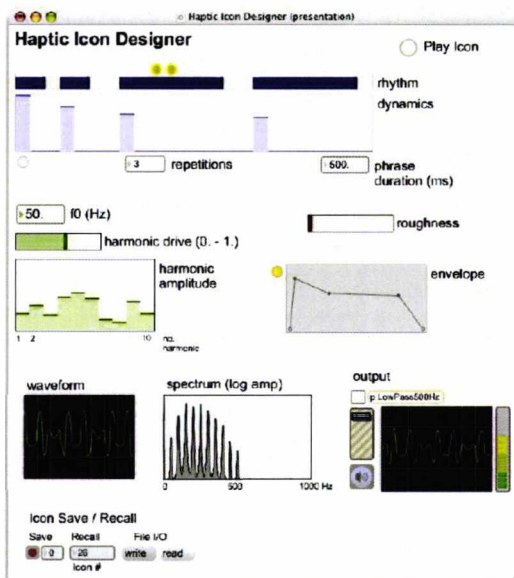 Haptic Icon Designer (presentation)
Haptic Icon Designer
Play Icon
rhythm
dynamics
3 repetitions
500. phrase
duration (ms)
50. f0 (Hz)
roughness
harmonic drive (0. - 1.)
harmonic
amplitude
envelope
1 2 10 no.
harmonic
waveform
spectrum (log amp)
output
p LowPass500Hz
0 500 1000 Hz
Icon Save / Recall
Save Recall File I/O
0 26 write read
Icon #